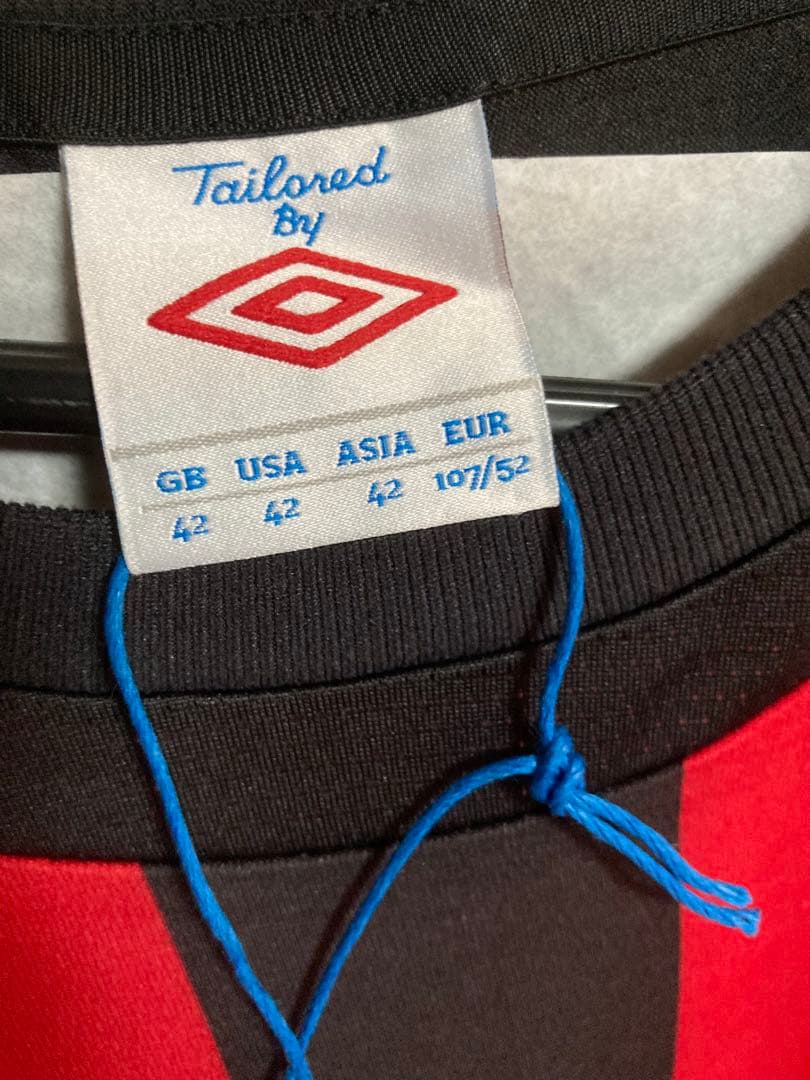 Tailored
By
GB USA ASIA EUR
42 42 42 107/52